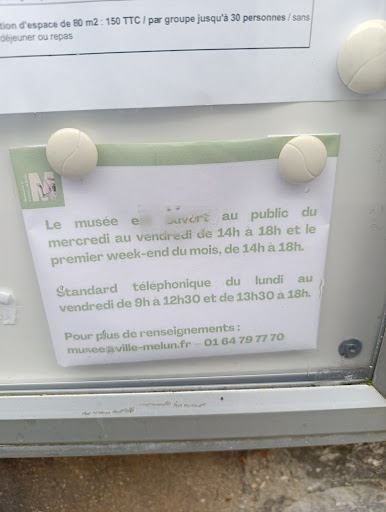 tion d'espace de 80 m2 : 150 TTC / par groupe jusqu'à 30 personnes / sans
déjeuner ou repas
M
Le musée ouvert au public du
mercredi au vendredi de 14h à 18h et le
premier week-end du mois, de 14h à 18h.
Standard téléphonique du lundi au
vendredi de 9h à 12h30 et de 13h30 à 18h.
Pour plus de renseignements :
musee@ville-melun.fr – 01 64 79 77 70